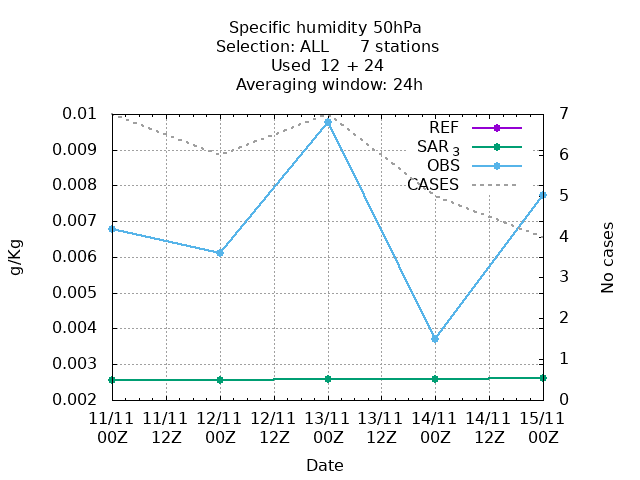 Specific humidity 50hPa
Selection: ALL 7 stations
Used 12 + 24
Averaging window: 24h
0.01
0.009
0.008
0.007
0.006
0.005
0.004
0.003
0.002
g/Kg
REF
SAR 3
OBS
CASES
7
6
5
4
3
2
1
0
No cases
11/11 11/11 12/11 12/11 13/11 13/11 14/11 14/11 15/11
00Z 12Z 00Z 12Z 00Z 12Z 00Z 12Z 00Z
Date